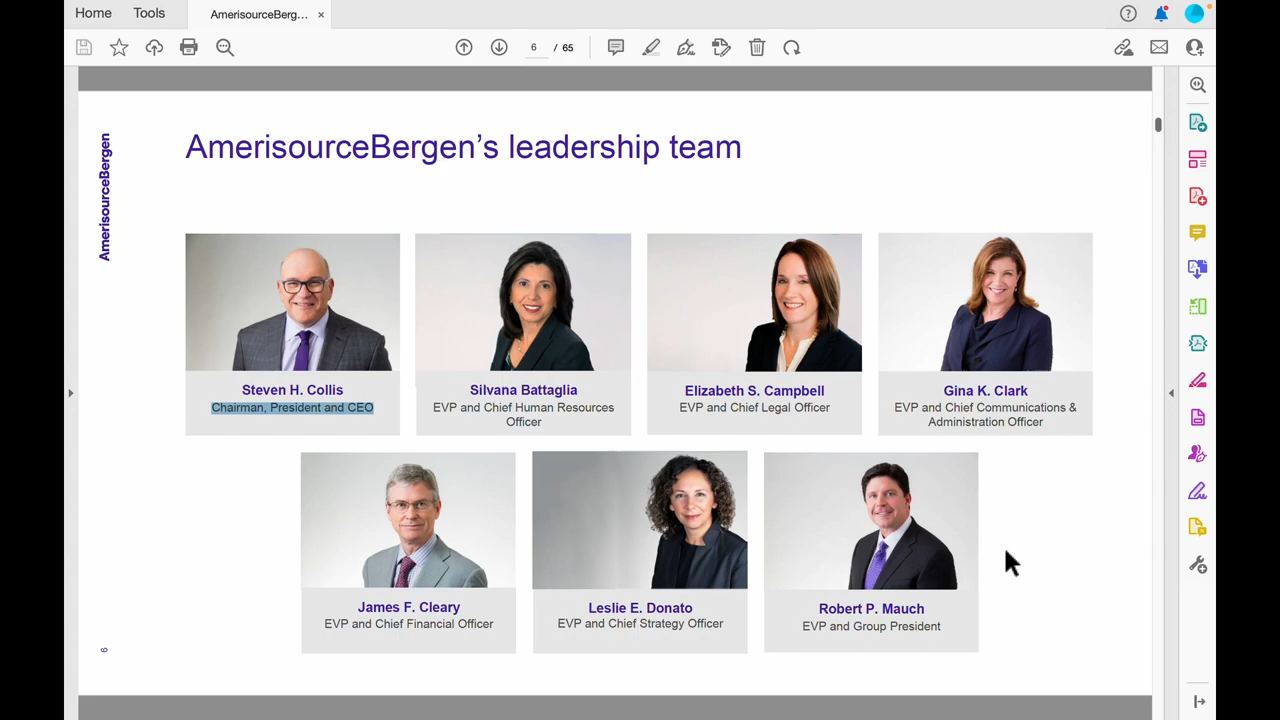 Home
Tools
AmerisourceBerg...
×
6
/ 65
AmerisourceBergen
AmerisourceBergen's leadership team
Steven H. Collis
Chairman, President and CEO
Silvana Battaglia
EVP and Chief Human Resources
Officer
Elizabeth S. Campbell
EVP and Chief Legal Officer
Gina K. Clark
EVP and Chief Communications &
Administration Officer
James F. Cleary
EVP and Chief Financial Officer
Leslie E. Donato
EVP and Chief Strategy Officer
Robert P. Mauch
EVP and Group President
6